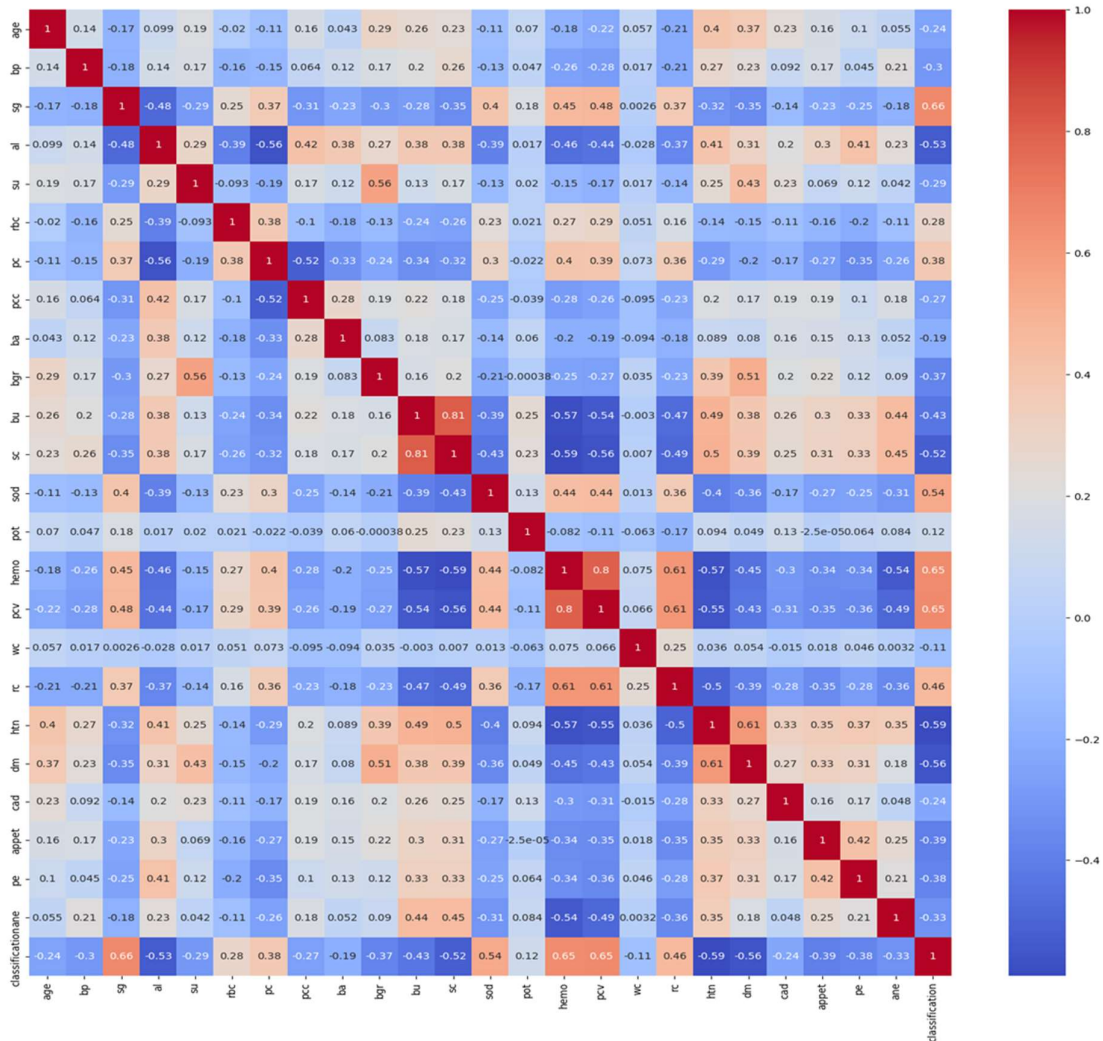 age 1 0.14 -0.17 0.099 0.19 -0.02 -0.11 0.16 0.043 0.29 0.26 0.23 -0.11 0.07 -0.18 -0.22 0.057 -0.21 0.4 0.37 0.23 0.16 0.1 0.055 -0.24
bp 0.14 1 -0.18 0.14 0.17 -0.16 -0.15 0.064 0.12 0.17 0.2 0.26 -0.13 0.047 -0.26 -0.28 0.017 -0.21 0.27 0.23 0.092 0.17 0.045 0.21 -0.3
sg -0.17 -0.18 1 -0.48 -0.29 0.25 0.37 -0.31 -0.23 -0.3 -0.28 -0.35 0.4 0.18 0.45 0.48 0.0026 0.37 -0.32 -0.35 -0.14 -0.23 -0.25 -0.18 0.66
al 0.099 0.14 -0.48 1 0.29 -0.39 -0.56 0.42 0.38 0.27 0.38 0.38 -0.39 0.017 -0.46 -0.44 -0.028 -0.37 0.41 0.31 0.2 0.3 0.41 0.23 -0.53
su 0.19 0.17 -0.29 0.29 1 -0.093 -0.19 0.17 0.12 0.56 0.13 0.17 -0.13 0.02 -0.15 -0.17 0.017 -0.14 0.25 0.43 0.23 0.069 0.12 0.042 -0.29
rbc -0.02 -0.16 0.25 -0.39 -0.093 1 0.38 -0.1 -0.18 -0.13 -0.24 -0.26 0.23 0.021 0.27 0.29 0.051 0.16 -0.14 -0.15 -0.11 -0.16 -0.2 -0.11 0.28
pc -0.11 -0.15 0.37 -0.56 -0.19 0.38 1 -0.52 -0.33 -0.24 -0.34 -0.32 0.3 -0.022 0.4 0.39 0.073 0.36 -0.29 -0.2 -0.17 -0.27 -0.35 -0.26 0.38
pcc 0.16 0.064 -0.31 0.42 0.17 -0.1 -0.52 1 0.28 0.19 0.22 0.18 -0.25 -0.039 -0.28 -0.26 -0.095 -0.23 0.2 0.17 0.19 0.19 0.1 0.18 -0.27
ba 0.043 0.12 -0.23 0.38 0.12 -0.18 -0.33 0.28 1 0.083 0.18 0.17 -0.14 0.06 -0.2 -0.19 -0.094 -0.18 0.089 0.08 0.16 0.15 0.13 0.052 -0.19
bgr 0.29 0.17 -0.3 0.27 0.56 -0.13 -0.24 0.19 0.083 1 0.16 0.2 -0.21 -0.00038 -0.25 -0.27 0.035 -0.23 0.39 0.51 0.2 0.22 0.12 0.09 -0.37
bu 0.26 0.2 -0.28 0.38 0.13 -0.24 -0.34 0.22 0.18 0.16 1 0.81 -0.39 0.25 -0.57 -0.54 -0.003 -0.47 0.49 0.38 0.26 0.3 0.33 0.44 -0.43
sc 0.23 0.26 -0.35 0.38 0.17 -0.26 -0.32 0.18 0.17 0.2 0.81 1 -0.43 0.23 -0.59 -0.56 0.007 -0.49 0.5 0.39 0.25 0.31 0.33 0.45 -0.52
sod -0.11 -0.13 0.4 -0.39 -0.13 0.23 0.3 -0.25 -0.14 -0.21 -0.39 -0.43 1 0.13 0.44 0.44 0.013 0.36 -0.4 -0.36 -0.17 -0.27 -0.25 -0.31 0.54
pot 0.07 0.047 0.18 0.017 0.02 0.021 -0.022 -0.039 0.06 -0.00038 0.25 0.23 0.13 1 -0.082 -0.11 -0.063 -0.17 0.094 0.049 0.13 -2.5e-05 0.064 0.084 0.12
hemo -0.18 -0.26 0.45 -0.46 -0.15 0.27 0.4 -0.28 -0.2 -0.25 -0.57 -0.59 0.44 -0.082 1 0.8 0.075 0.61 -0.57 -0.45 -0.3 -0.34 -0.34 -0.54 0.65
pcv -0.22 -0.28 0.48 -0.44 -0.17 0.29 0.39 -0.26 -0.19 -0.27 -0.54 -0.56 0.44 -0.11 0.8 1 0.066 0.61 -0.55 -0.43 -0.31 -0.35 -0.36 -0.49 0.65
wc 0.057 0.017 0.0026 -0.028 0.017 0.051 0.073 -0.095 -0.094 0.035 -0.003 0.007 0.013 -0.063 0.075 0.066 1 0.25 0.036 0.054 -0.015 0.018 0.046 0.0032 -0.11
rc -0.21 -0.21 0.37 -0.37 -0.14 0.16 0.36 -0.23 -0.18 -0.23 -0.47 -0.49 0.36 -0.17 0.61 0.61 0.25 1 -0.5 -0.39 -0.28 -0.35 -0.28 -0.36 0.46
htn 0.4 0.27 -0.32 0.41 0.25 -0.14 -0.29 0.2 0.089 0.39 0.49 0.5 -0.4 0.094 -0.57 -0.55 0.036 -0.5 1 0.61 0.33 0.35 0.37 0.35 -0.59
dm 0.37 0.23 -0.35 0.31 0.43 -0.15 -0.2 0.17 0.08 0.51 0.38 0.39 -0.36 0.049 -0.45 -0.43 0.054 -0.39 0.61 1 0.27 0.33 0.31 0.18 -0.56
cad 0.23 0.092 -0.14 0.2 0.23 -0.11 -0.17 0.19 0.16 0.2 0.26 0.25 -0.17 0.13 -0.3 -0.31 -0.015 -0.28 0.33 0.27 1 0.16 0.17 0.048 -0.24
appet 0.16 0.17 -0.23 0.3 0.069 -0.16 -0.27 0.19 0.15 0.22 0.3 0.31 -0.27 -2.5e-05 -0.34 -0.35 0.018 -0.35 0.35 0.33 0.16 1 0.42 0.25 -0.39
pe 0.1 0.045 -0.25 0.41 0.12 -0.2 -0.35 0.1 0.13 0.12 0.33 0.33 -0.25 0.064 -0.34 -0.36 0.046 -0.28 0.37 0.31 0.17 0.42 1 0.21 -0.38
ane 0.055 0.21 -0.18 0.23 0.042 -0.11 -0.26 0.18 0.052 0.09 0.44 0.45 -0.31 0.084 -0.54 -0.49 0.0032 -0.36 0.35 0.18 0.048 0.25 0.21 1 -0.33
classification -0.24 -0.3 0.66 -0.53 -0.29 0.28 0.38 -0.27 -0.19 -0.37 -0.43 -0.52 0.54 0.12 0.65 0.65 -0.11 0.46 -0.59 -0.56 -0.24 -0.39 -0.38 -0.33 1
age bp sg al su rbc pc pcc ba bgr bu sc sod pot hemo pcv wc rc htn dm cad appet pe ane classification
1.0
0.8
0.6
0.4
0.2
0.0
−0.2
−0.4